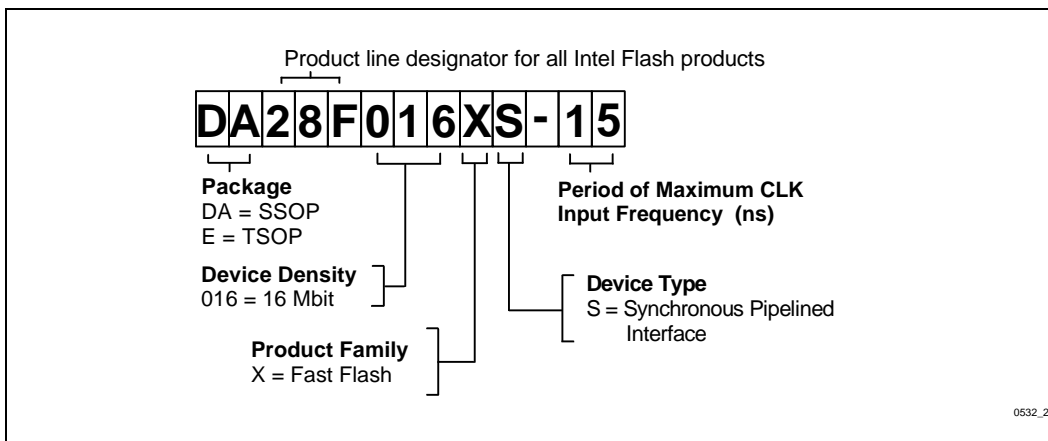 Product line designator for all Intel Flash products
DA28F016XS-15
Package
DA = SSOP
E = TSOP
Period of Maximum CLK
Input Frequency (ns)
Device Density
016 = 16 Mbit
Device Type
S = Synchronous Pipelined
Interface
Product Family
X = Fast Flash
0532_2